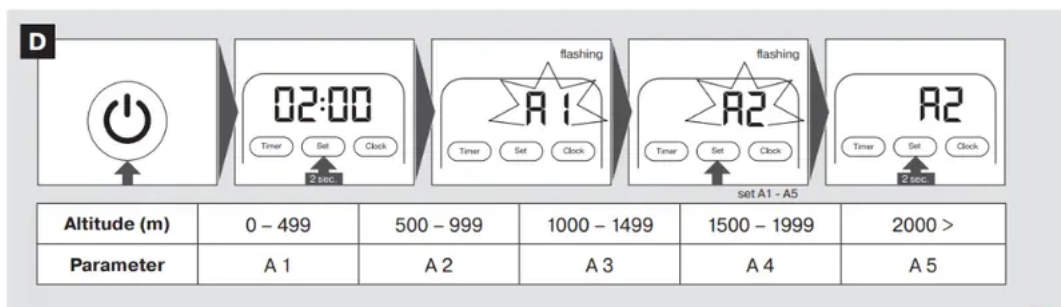 D
flashing
flashing
02:00
A1
A2
A2
Timer Set Clock
Timer Set Clock
Timer Set Clock
Timer Set Clock
2 sec.
2 sec.
set A1 - A5
Altitude (m) 0 – 499 500 – 999 1000 – 1499 1500 – 1999 2000 >
Parameter A 1 A 2 A 3 A 4 A 5